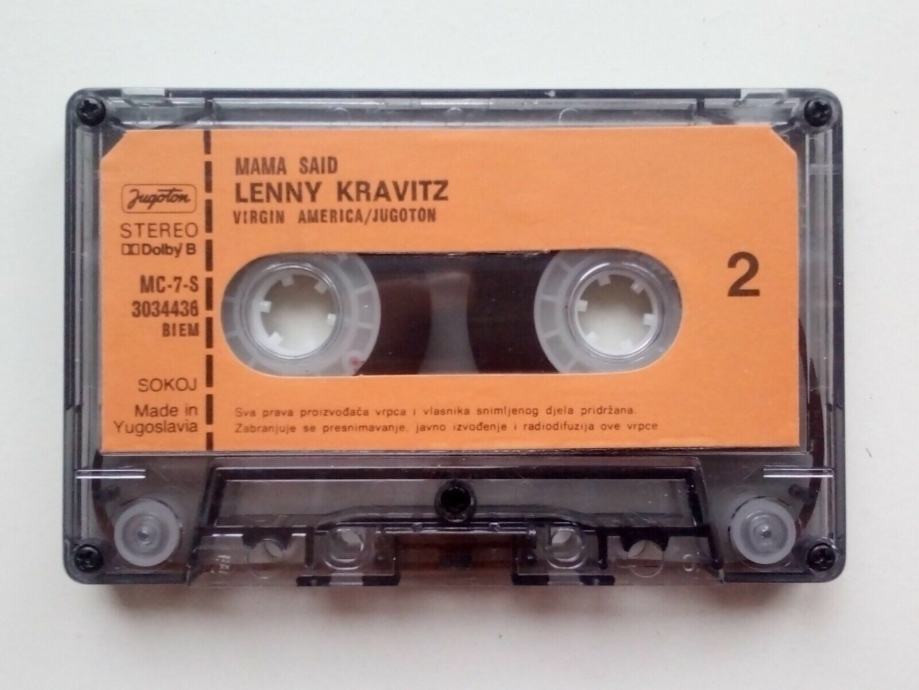 Jugoton
STEREO
Dolby B
MC-7-S
3034436
BIEM
SOKOJ
Made in
Yugoslavia
MAMA SAID
LENNY KRAVITZ
VIRGIN AMERICA/JUGOTON
2
Sva prava proizvođača vrpca i vlasnika snimljenog djela pridržana.
Zabranjuje se presnimavanje, javno izvođenje i radiodifuzija ove vrpce